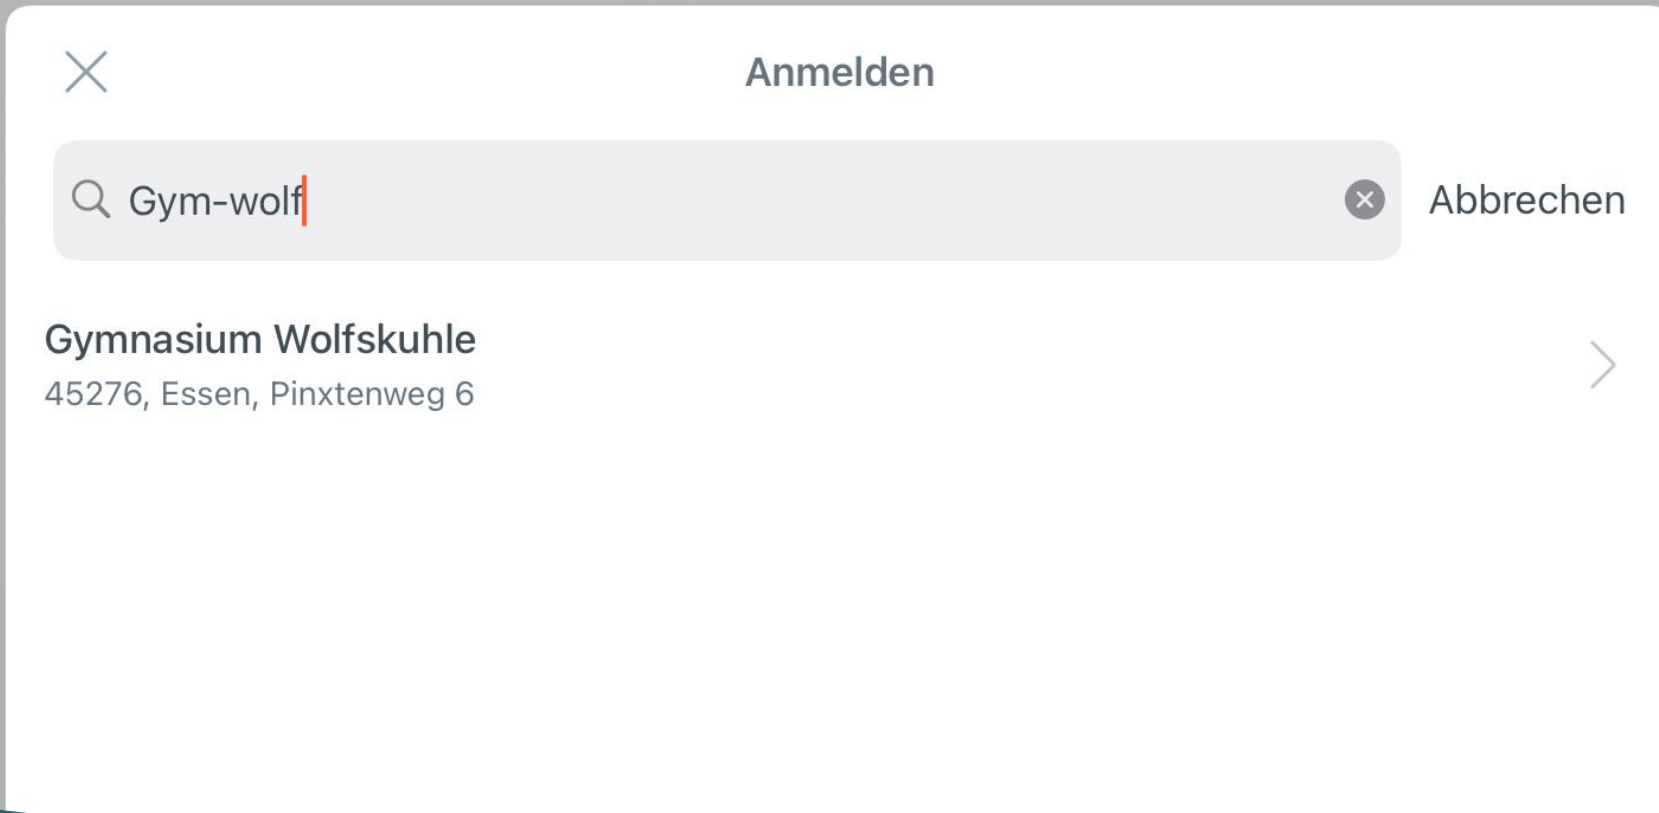 Anmelden
Gym-wolf
Abbrechen
Gymnasium Wolfskuhle
45276, Essen, Pinxtenweg 6